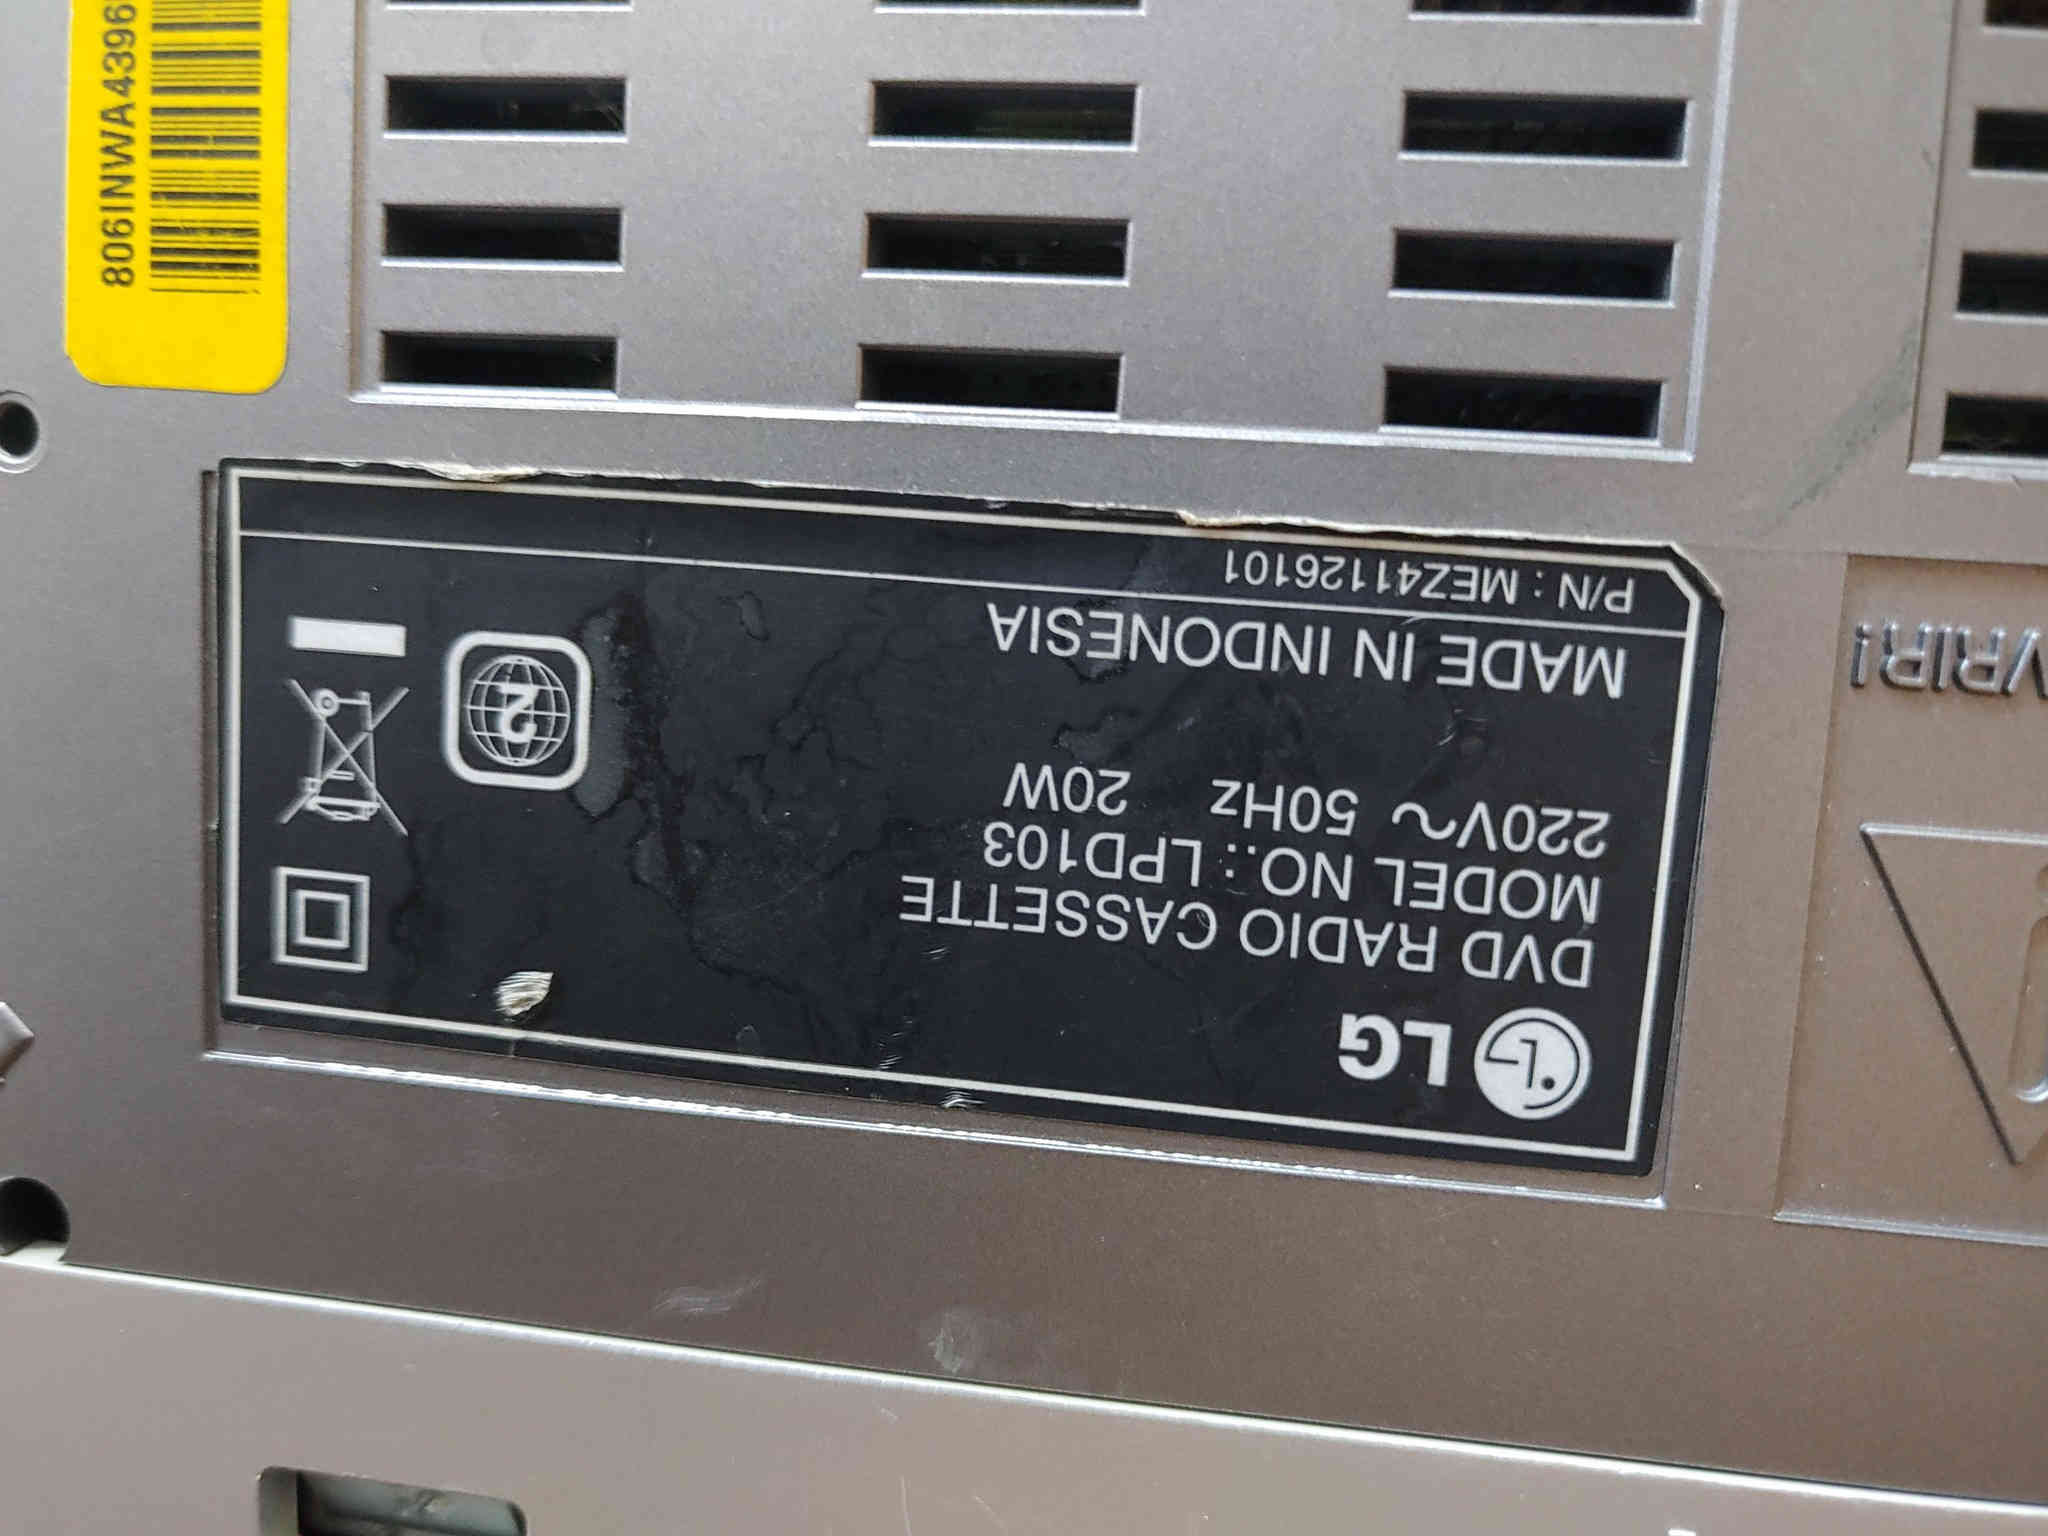 LG
DVD RADIO CASSETTE
MODEL NO.: LPD103
220V~ 50Hz 20W
MADE IN INDONESIA
P/N : MEZ41126101
2
806INWA4396